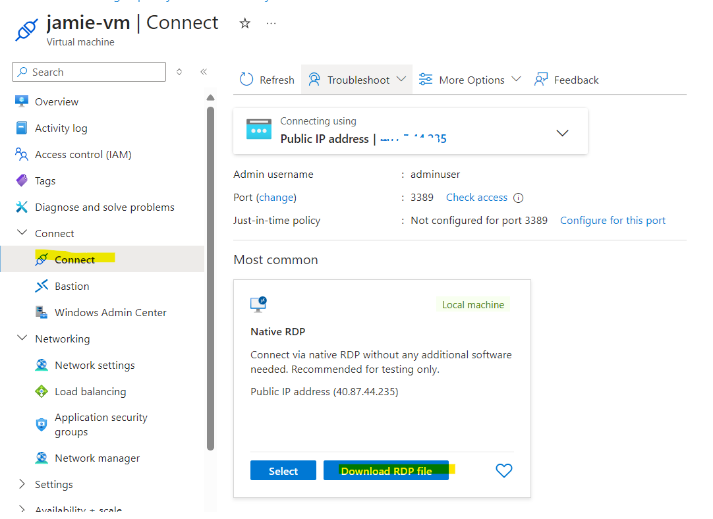 jamie-vm | Connect
Virtual machine
Search
Refresh
Troubleshoot
More Options
Feedback
Overview
Activity log
Access control (IAM)
Tags
Diagnose and solve problems
Connect
Connect
Bastion
Windows Admin Center
Networking
Network settings
Load balancing
Application security
groups
Network manager
Settings
Availability + scale
Connecting using
Public IP address |
Admin username : adminuser
Port (change) : 3389 Check access
Just-in-time policy : Not configured for port 3389 Configure for this port
Most common
Local machine
Native RDP
Connect via native RDP without any additional software
needed. Recommended for testing only.
Public IP address (40.87.44.235)
Select
Download RDP file